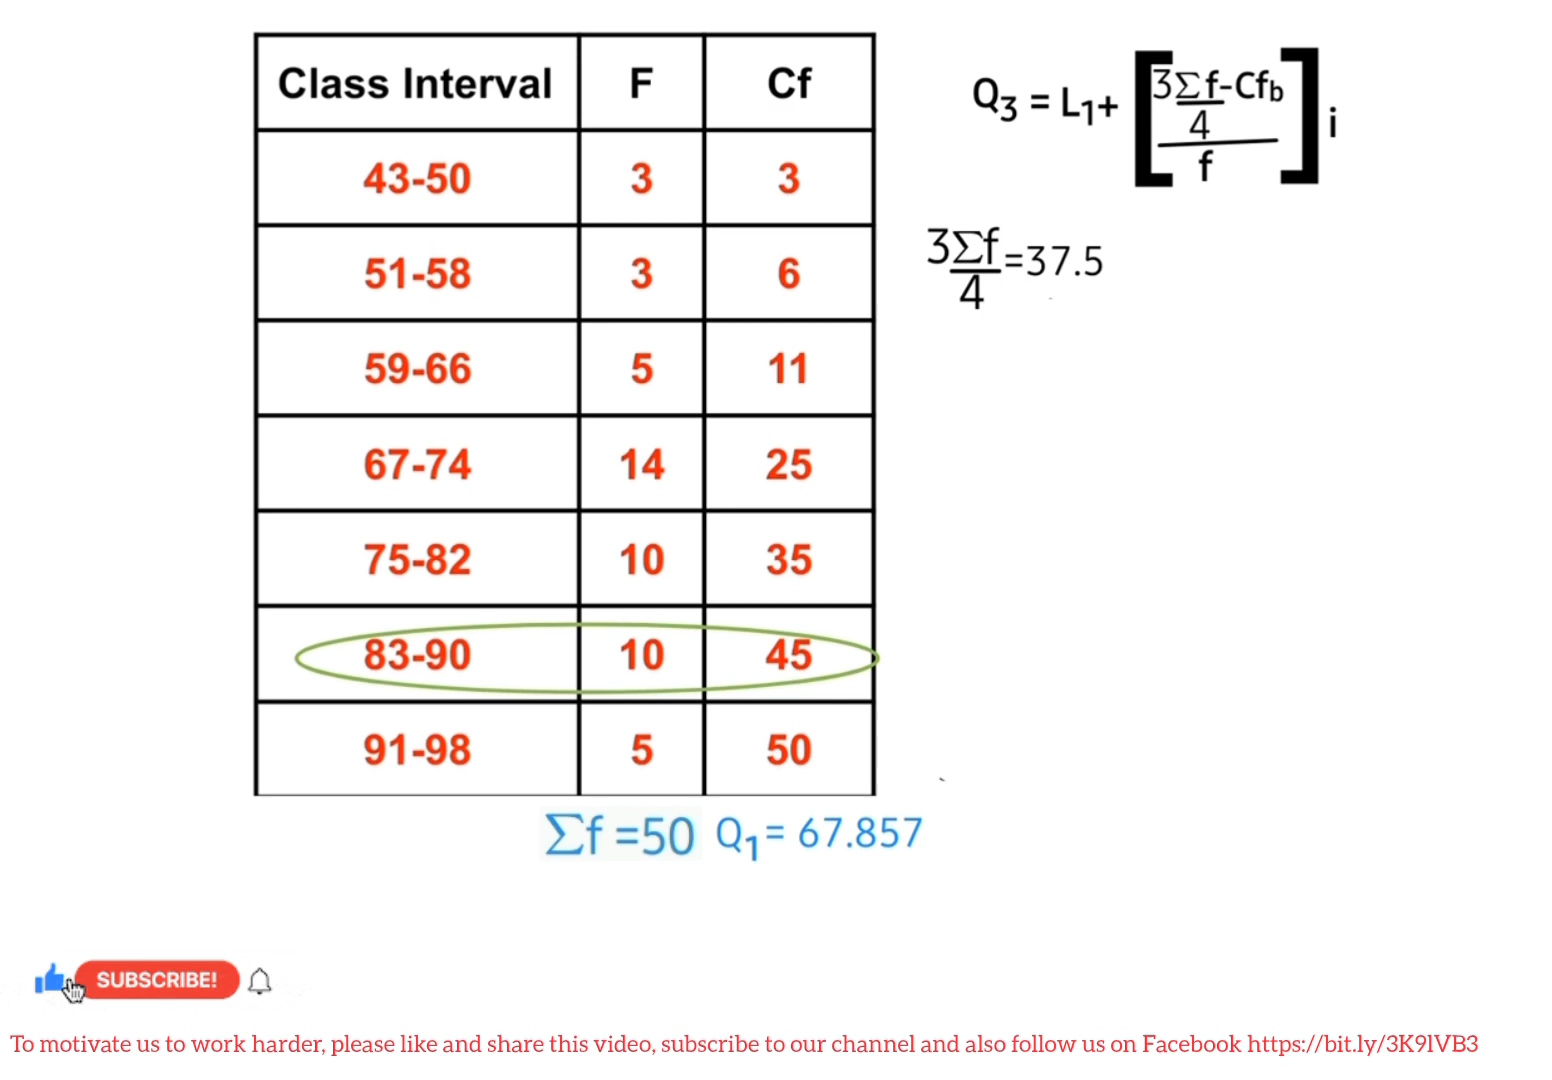 Class Interval F Cf
43-50 3 3
51-58 3 6
59-66 5 11
67-74 14 25
75-82 10 35
83-90 10 45
91-98 5 50
Σf =50 Q₁= 67.857
Q₃ = L₁+ [ 3Σf-Cfb
4
f ] i
3Σf =37.5
4
SUBSCRIBE!
To motivate us to work harder, please like and share this video, subscribe to our channel and also follow us on Facebook https://bit.ly/3K9lVB3